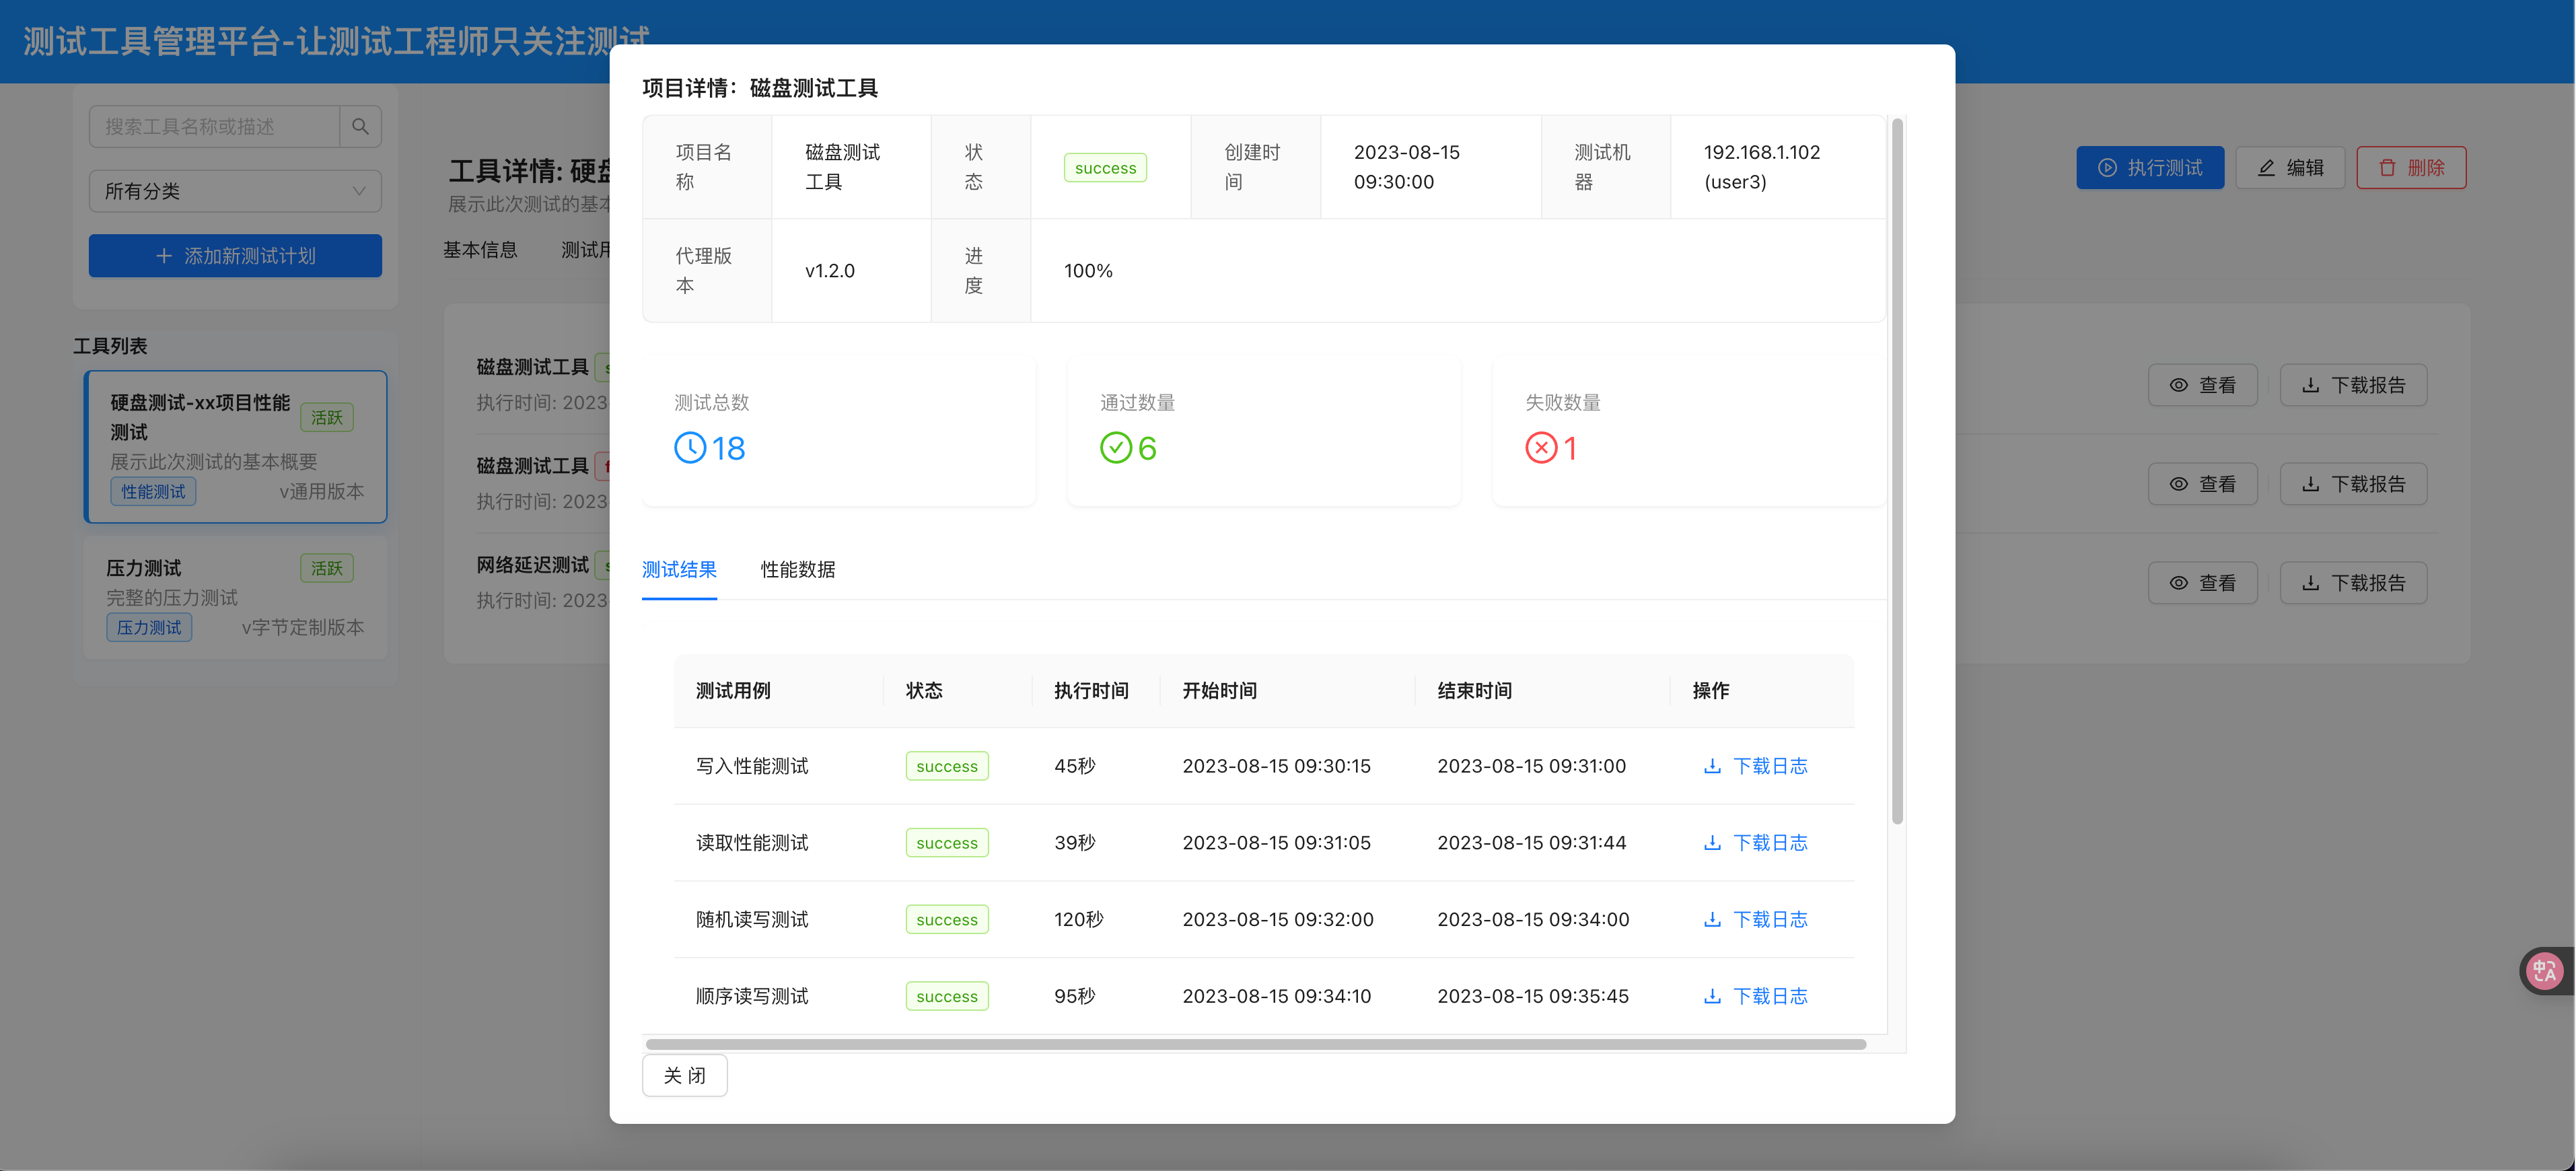 测试工具管理平台-让测试工程师只关注测试
搜索工具名称或描述
所有分类
添加新测试计划
工具列表
硬盘测试-xx项目性能
测试
活跃
展示此次测试的基本概要
性能测试
v通用版本
压力测试
活跃
完整的压力测试
压力测试
v字节定制版本
工具详情: 硬
展示此次测试的基本
基本信息
测试用
执行测试
编辑
删除
磁盘测试工具
执行时间: 2023-
查看
下载报告
磁盘测试工具
执行时间: 2023-
查看
下载报告
网络延迟测试
执行时间: 2023-
查看
下载报告
项目详情：磁盘测试工具
项目名
称
磁盘测试
工具
状
态
success
创建时
间
2023-08-15
09:30:00
测试机
器
192.168.1.102
(user3)
代理版
本
v1.2.0
进
度
100%
测试总数
18
通过数量
6
失败数量
1
测试结果
性能数据
测试用例 状态 执行时间 开始时间 结束时间 操作
写入性能测试 success 45秒 2023-08-15 09:30:15 2023-08-15 09:31:00 下载日志
读取性能测试 success 39秒 2023-08-15 09:31:05 2023-08-15 09:31:44 下载日志
随机读写测试 success 120秒 2023-08-15 09:32:00 2023-08-15 09:34:00 下载日志
顺序读写测试 success 95秒 2023-08-15 09:34:10 2023-08-15 09:35:45 下载日志
关 闭
中A